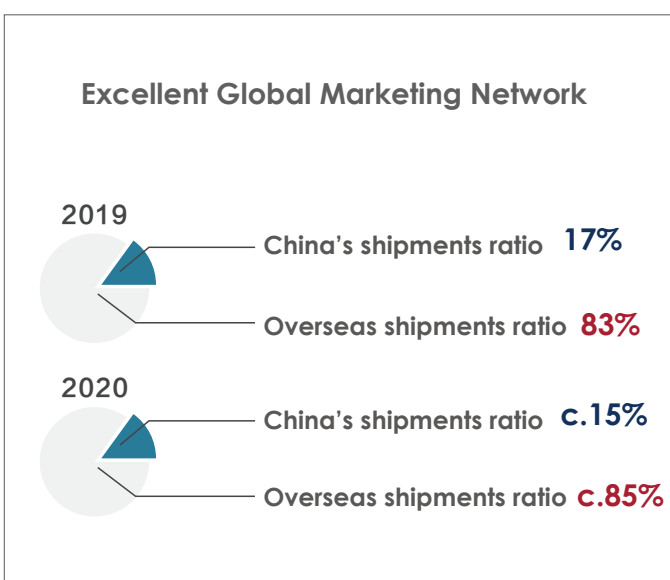 Excellent Global Marketing Network
2019
China’s shipments ratio 17%
Overseas shipments ratio 83%
2020
China’s shipments ratio c.15%
Overseas shipments ratio c.85%